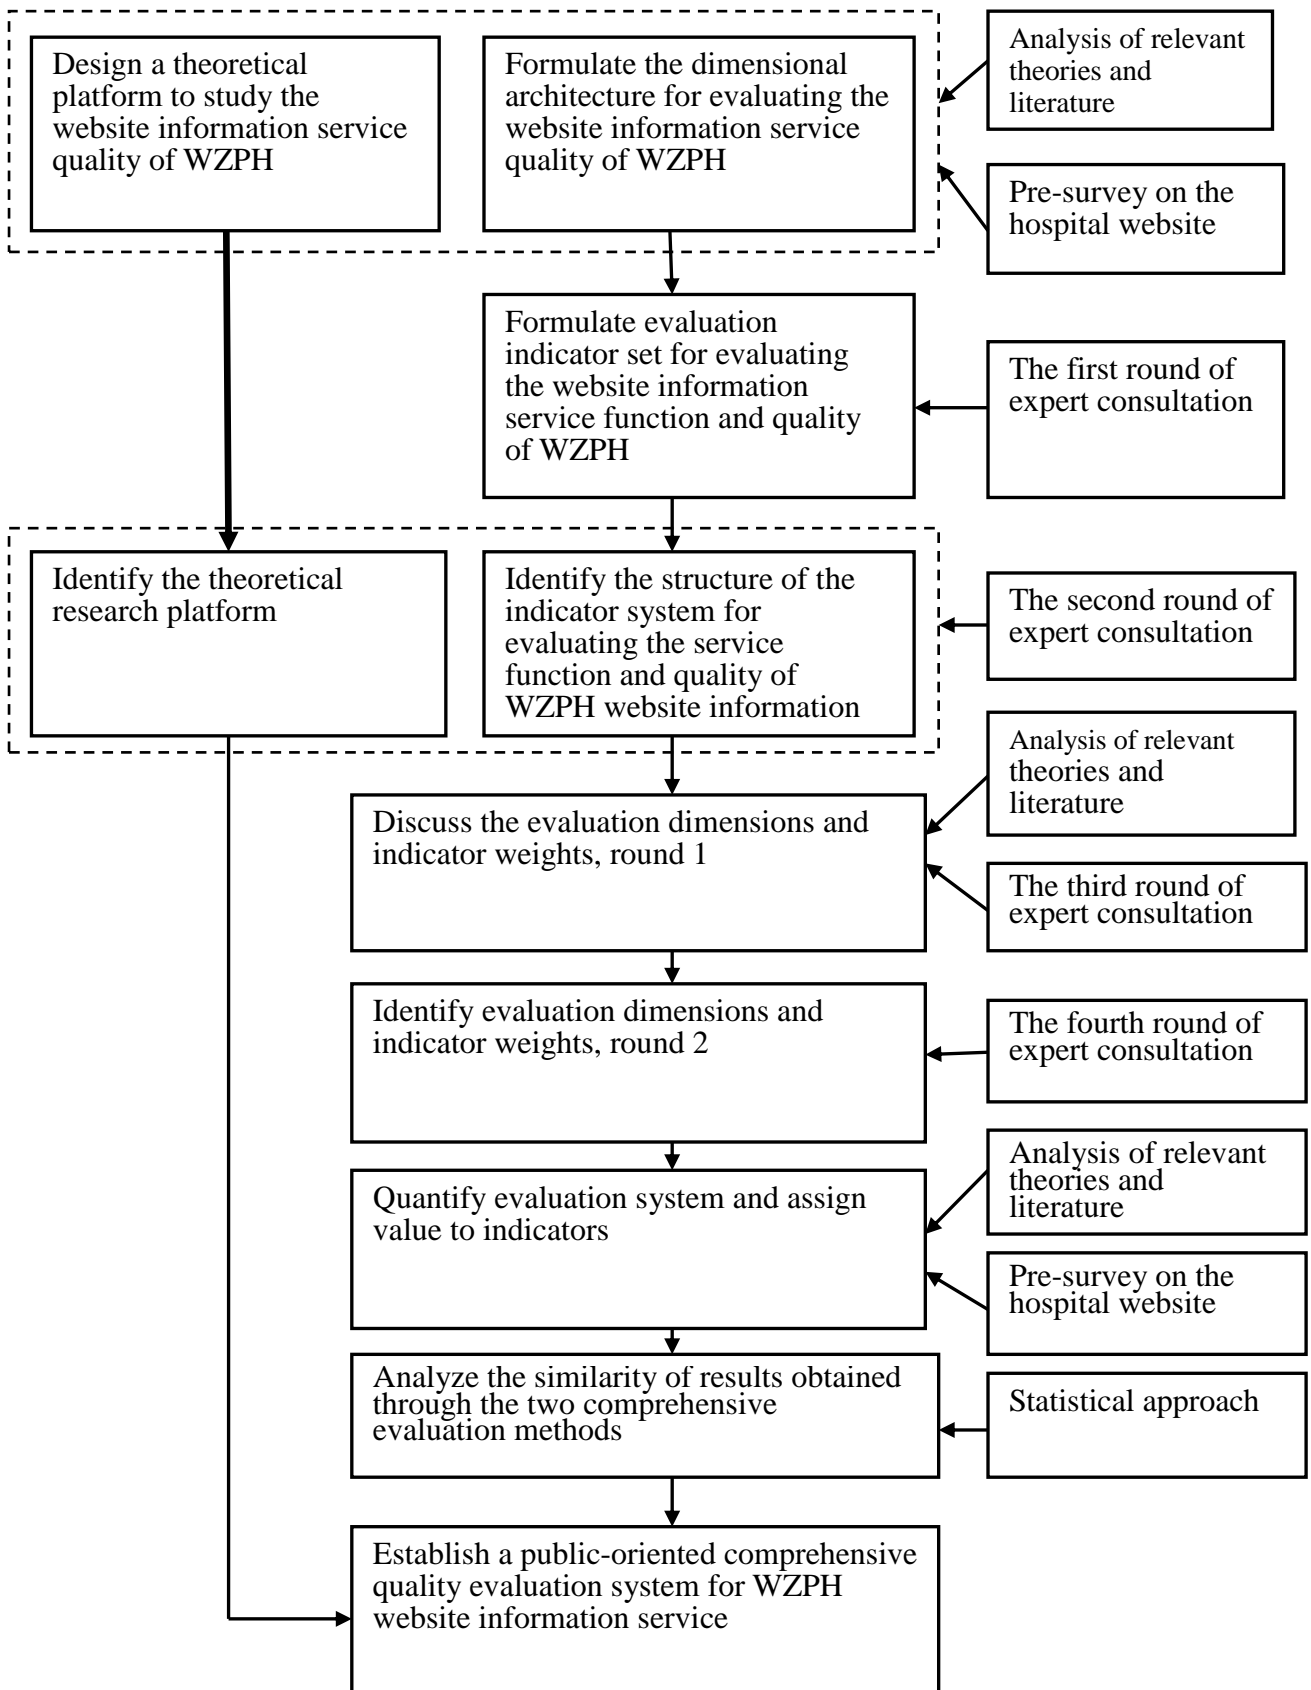 Design a theoretical
platform to study the
website information service
quality of WZPH
Formulate the dimensional
architecture for evaluating the
website information service
quality of WZPH
Analysis of relevant
theories and
literature
Pre-survey on the
hospital website
Formulate evaluation
indicator set for evaluating
the website information
service function and quality
of WZPH
The first round of
expert consultation
Identify the theoretical
research platform
Identify the structure of the
indicator system for
evaluating the service
function and quality of
WZPH website information
The second round of
expert consultation
Analysis of relevant
theories and
literature
Discuss the evaluation dimensions and
indicator weights, round 1
The third round of
expert consultation
Identify evaluation dimensions and
indicator weights, round 2
The fourth round of
expert consultation
Quantify evaluation system and assign
value to indicators
Analysis of relevant
theories and
literature
Pre-survey on the
hospital website
Analyze the similarity of results obtained
through the two comprehensive
evaluation methods
Statistical approach
Establish a public-oriented comprehensive
quality evaluation system for WZPH
website information service